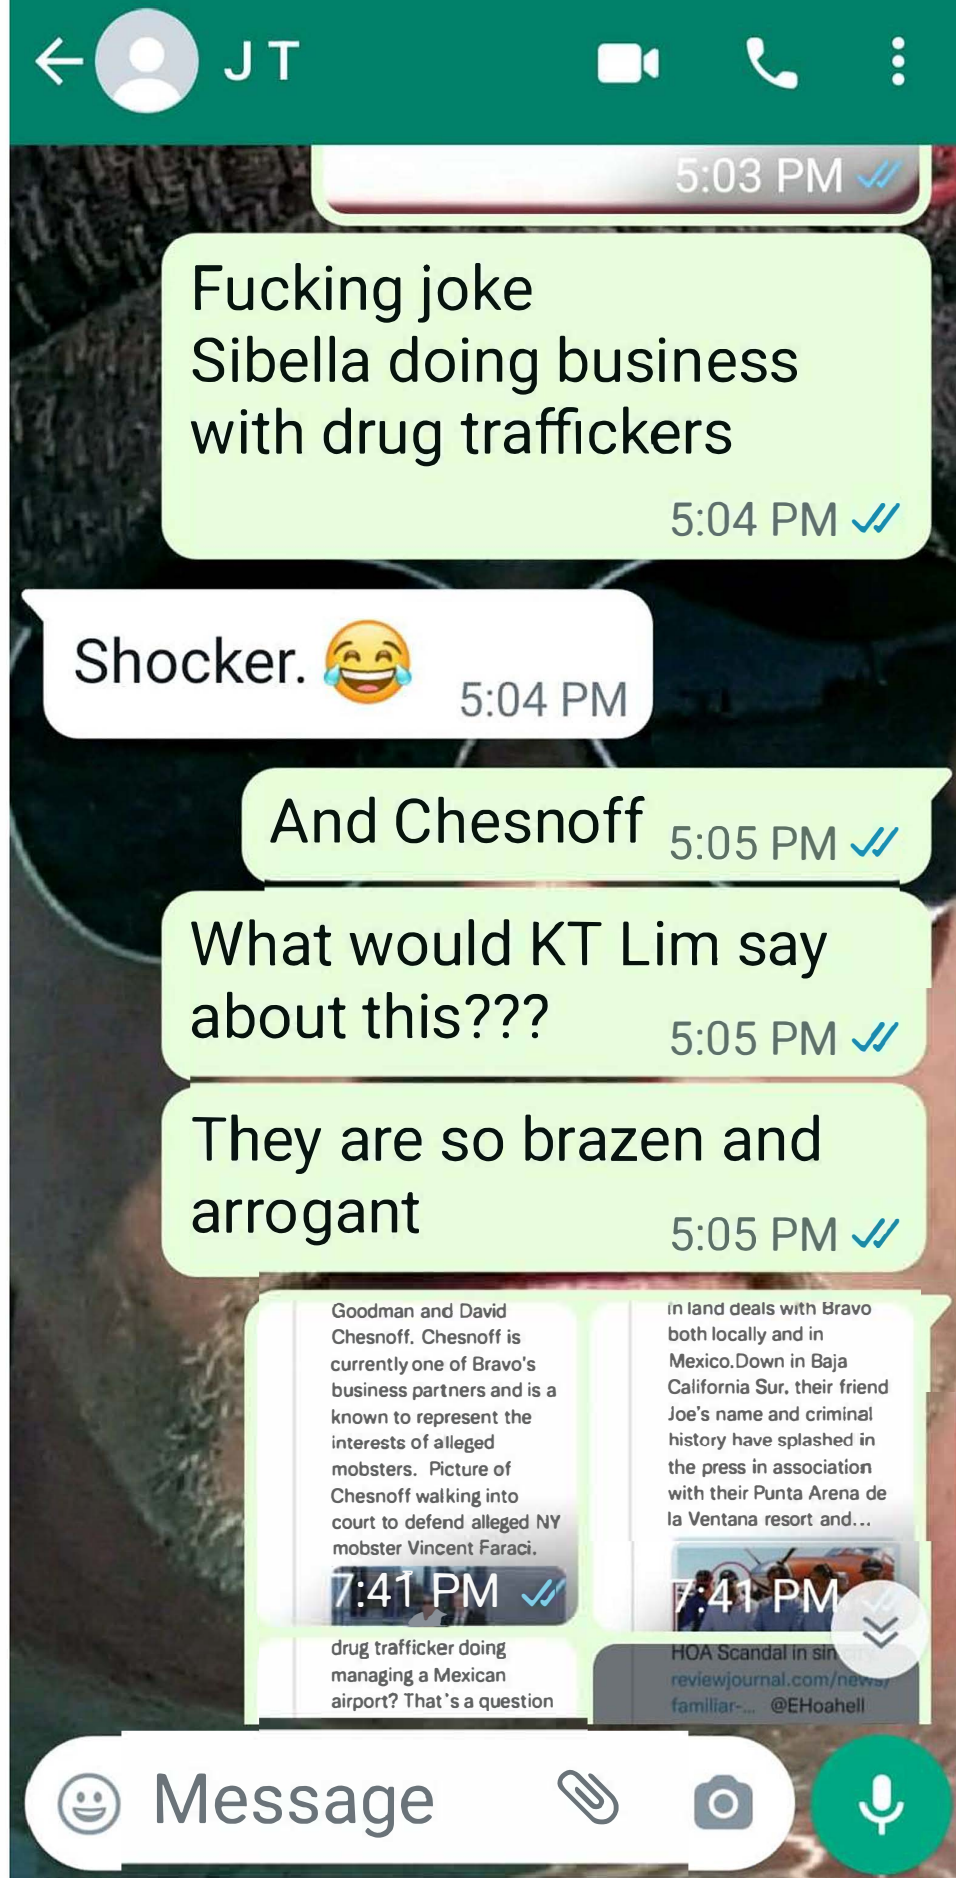 J T
5:03 PM
Fucking joke
Sibella doing business
with drug traffickers
5:04 PM
Shocker. 😂
5:04 PM
And Chesnoff
5:05 PM
What would KT Lim say
about this???
5:05 PM
They are so brazen and
arrogant
5:05 PM
Goodman and David
Chesnoff. Chesnoff is
currently one of Bravo's
business partners and is a
known to represent the
interests of alleged
mobsters. Picture of
Chesnoff walking into
court to defend alleged NY
mobster Vincent Faraci.
7:41 PM
in land deals with Bravo
both locally and in
Mexico.Down in Baja
California Sur, their friend
Joe's name and criminal
history have splashed in
the press in association
with their Punta Arena de
la Ventana resort and...
7:41 PM
drug trafficker doing
managing a Mexican
airport? That's a question
HOA Scandal in sin
reviewjournal.com/news/
familiar-... @EHoahell
Message